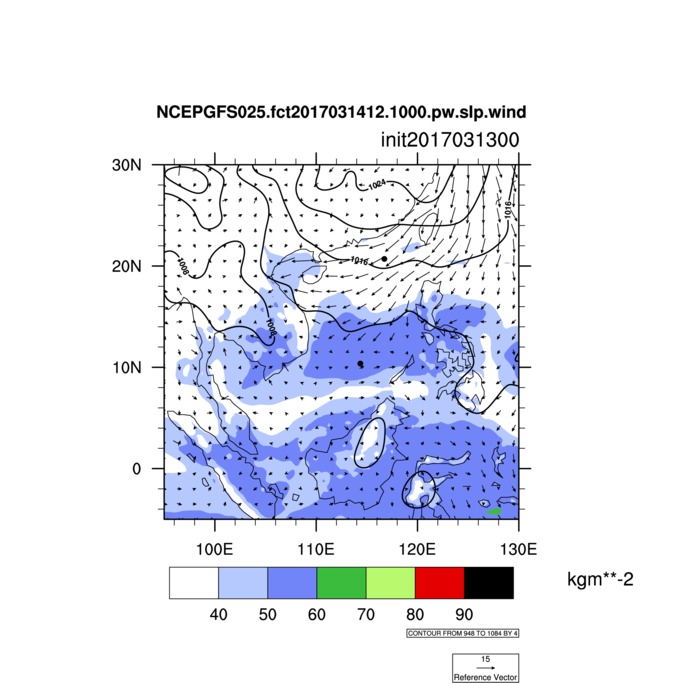 NCEPGFS025.fct2017031412.1000.pw.slp.wind
init2017031300
30N
20N
10N
0
1024
1016
1016
1008
1008
100E 110E 120E 130E
kgm**-2
40 50 60 70 80 90
CONTOUR FROM 948 TO 1084 BY 4
15
Reference Vector